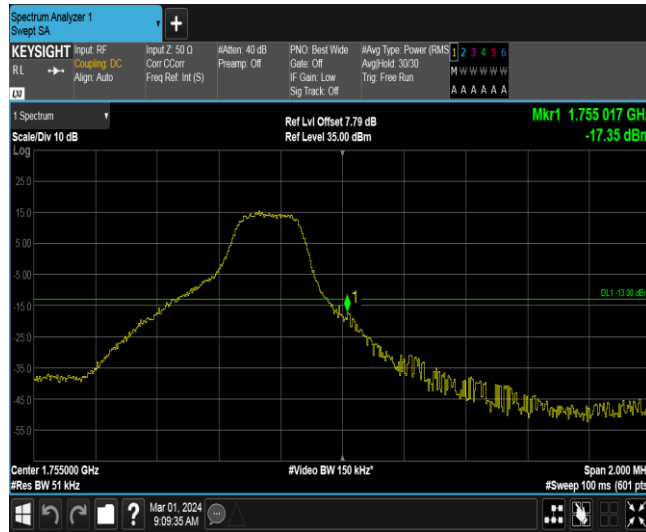 Spectrum Analyzer 1
Swept SA
KEYSIGHT
RL
LXI
Input: RF
Coupling: DC
Align: Auto
Input Z: 50 Ω
Corr CCorr
Freq Ref: Int (S)
#Atten: 40 dB
Preamp: Off
PNO: Best Wide
Gate: Off
IF Gain: Low
Sig Track: Off
#Avg Type: Power (RMS
Avg|Hold: 30/30
Trig: Free Run
1 2 3 4 5 6
M W W W W W
A A A A A A
1 Spectrum
Scale/Div 10 dB
Ref Lvl Offset 7.79 dB
Ref Level 35.00 dBm
Mkr1 1.755 017 GHz
-17.35 dBm
Log
25.0
15.0
5.00
-5.00
-15.0
-25.0
-35.0
-45.0
-55.0
1
DL1 -13.00 dBm
Center 1.755000 GHz
#Res BW 51 kHz
#Video BW 150 kHz*
Span 2.000 MH
#Sweep 100 ms (601 pts
?
Mar 01, 2024
9:09:35 AM